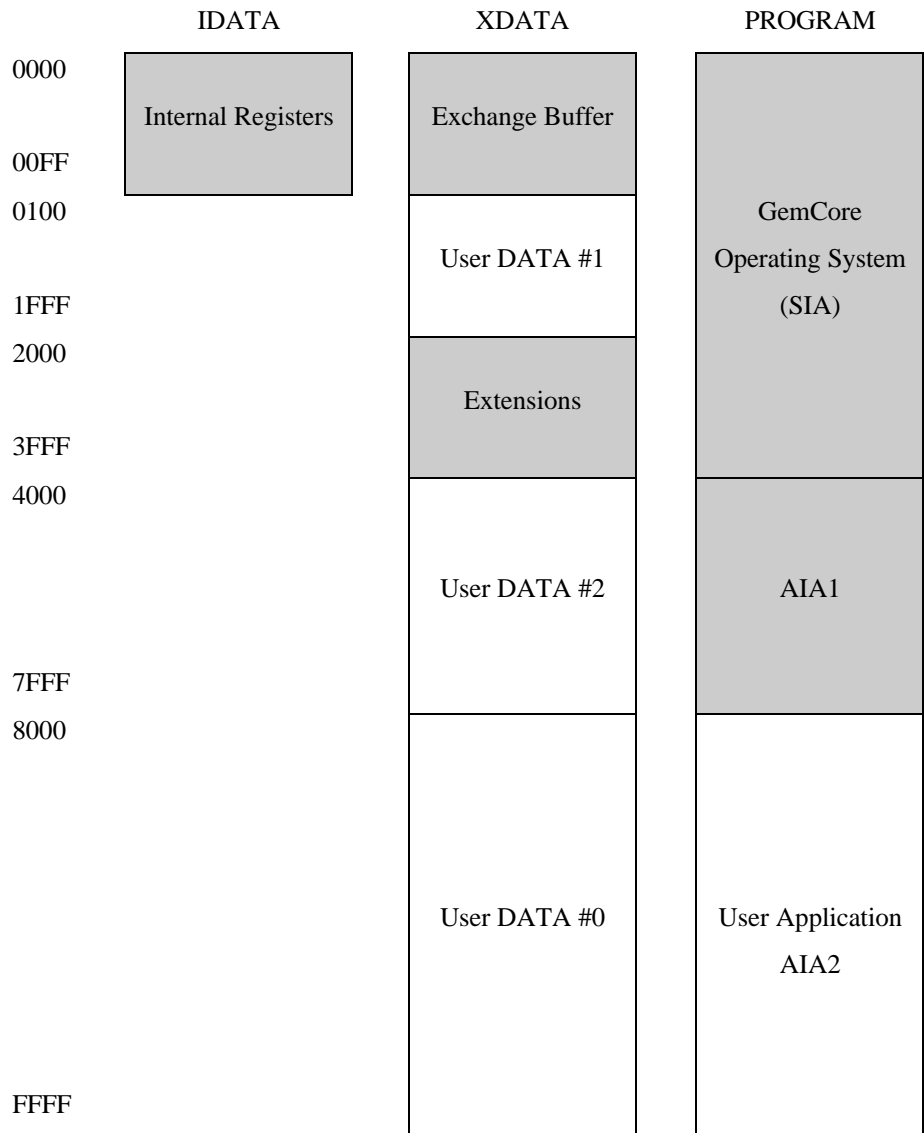 IDATA XDATA PROGRAM
0000
Internal Registers Exchange Buffer
00FF
0100 GemCore
User DATA #1 Operating System
1FFF (SIA)
2000
Extensions
3FFF
4000
User DATA #2 AIA1
7FFF
8000
User DATA #0 User Application
AIA2
FFFF